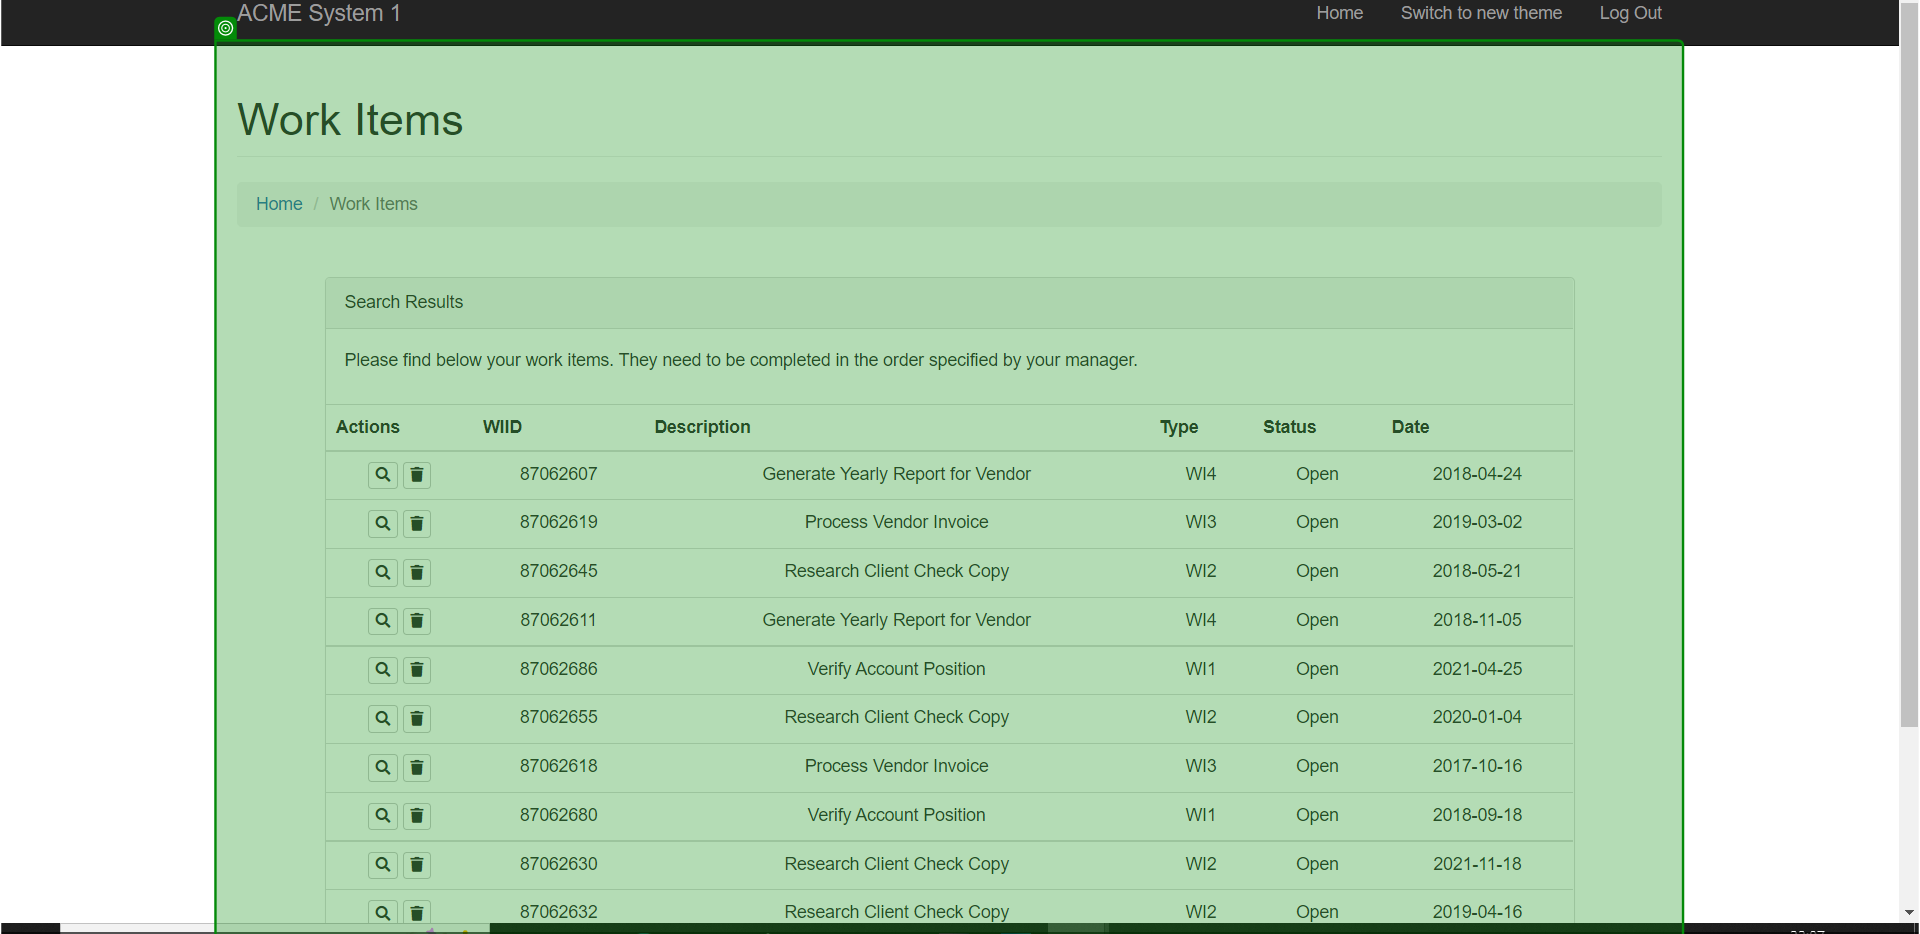 ACME System 1 Home Switch to new theme Log Out
Work Items
Home / Work Items
Search Results
Please find below your work items. They need to be completed in the order specified by your manager.
Actions WIID Description Type Status Date
87062607 Generate Yearly Report for Vendor WI4 Open 2018-04-24
87062619 Process Vendor Invoice WI3 Open 2019-03-02
87062645 Research Client Check Copy WI2 Open 2018-05-21
87062611 Generate Yearly Report for Vendor WI4 Open 2018-11-05
87062686 Verify Account Position WI1 Open 2021-04-25
87062655 Research Client Check Copy WI2 Open 2020-01-04
87062618 Process Vendor Invoice WI3 Open 2017-10-16
87062680 Verify Account Position WI1 Open 2018-09-18
87062630 Research Client Check Copy WI2 Open 2021-11-18
87062632 Research Client Check Copy WI2 Open 2019-04-16